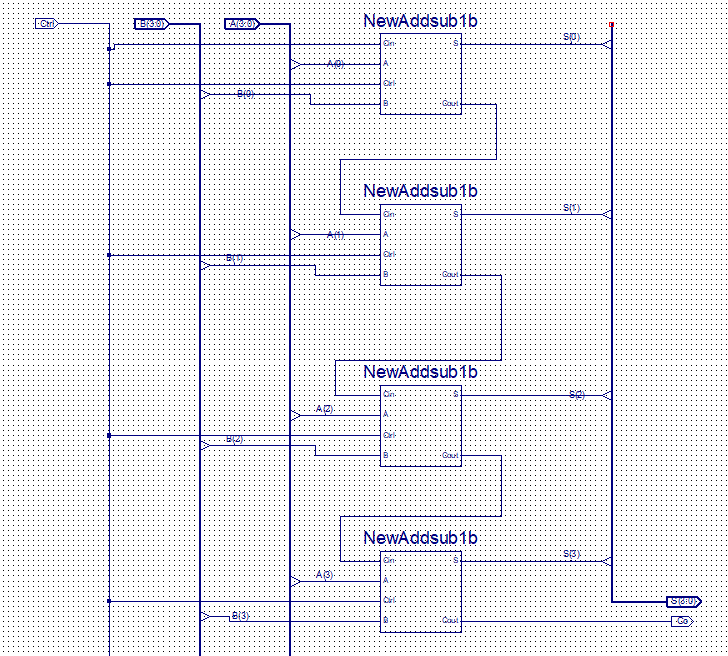 Ctrl B(3:0) A(3:0)
NewAddsub1b
Cin S S(0)
A(0) A
Ctrl
B(0) B Cout
NewAddsub1b
Cin S S(1)
A(1) A
Ctrl
B(1) B Cout
NewAddsub1b
Cin S S(2)
A(2) A
Ctrl
B(2) B Cout
NewAddsub1b
Cin S S(3)
A(3) A
Ctrl
S(3:0)
B(3) B Cout Co